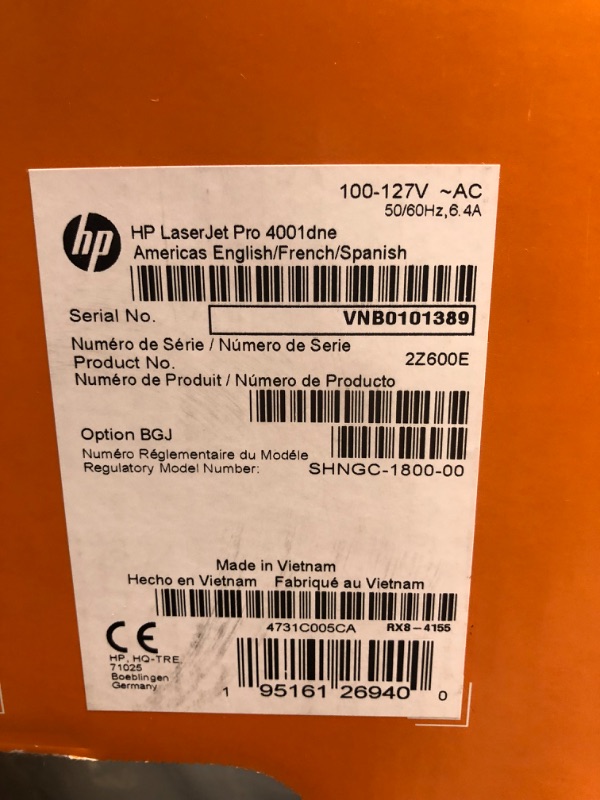 100-127V ~AC
50/60Hz,6.4A
hp
HP LaserJet Pro 4001dne
Americas English/French/Spanish
Serial No. VNB0101389
Numéro de Série / Número de Serie
Product No. 2Z600E
Numéro de Produit / Número de Producto
Option BGJ
Numéro Réglementaire du Modéle
Regulatory Model Number: SHNGC-1800-00
Made in Vietnam
Hecho en Vietnam Fabriqué au Vietnam
4731C005CA RX8-4155
CE
HP, HQ-TRE
71025
Boeblingen
Germany
1 95161 26940 0